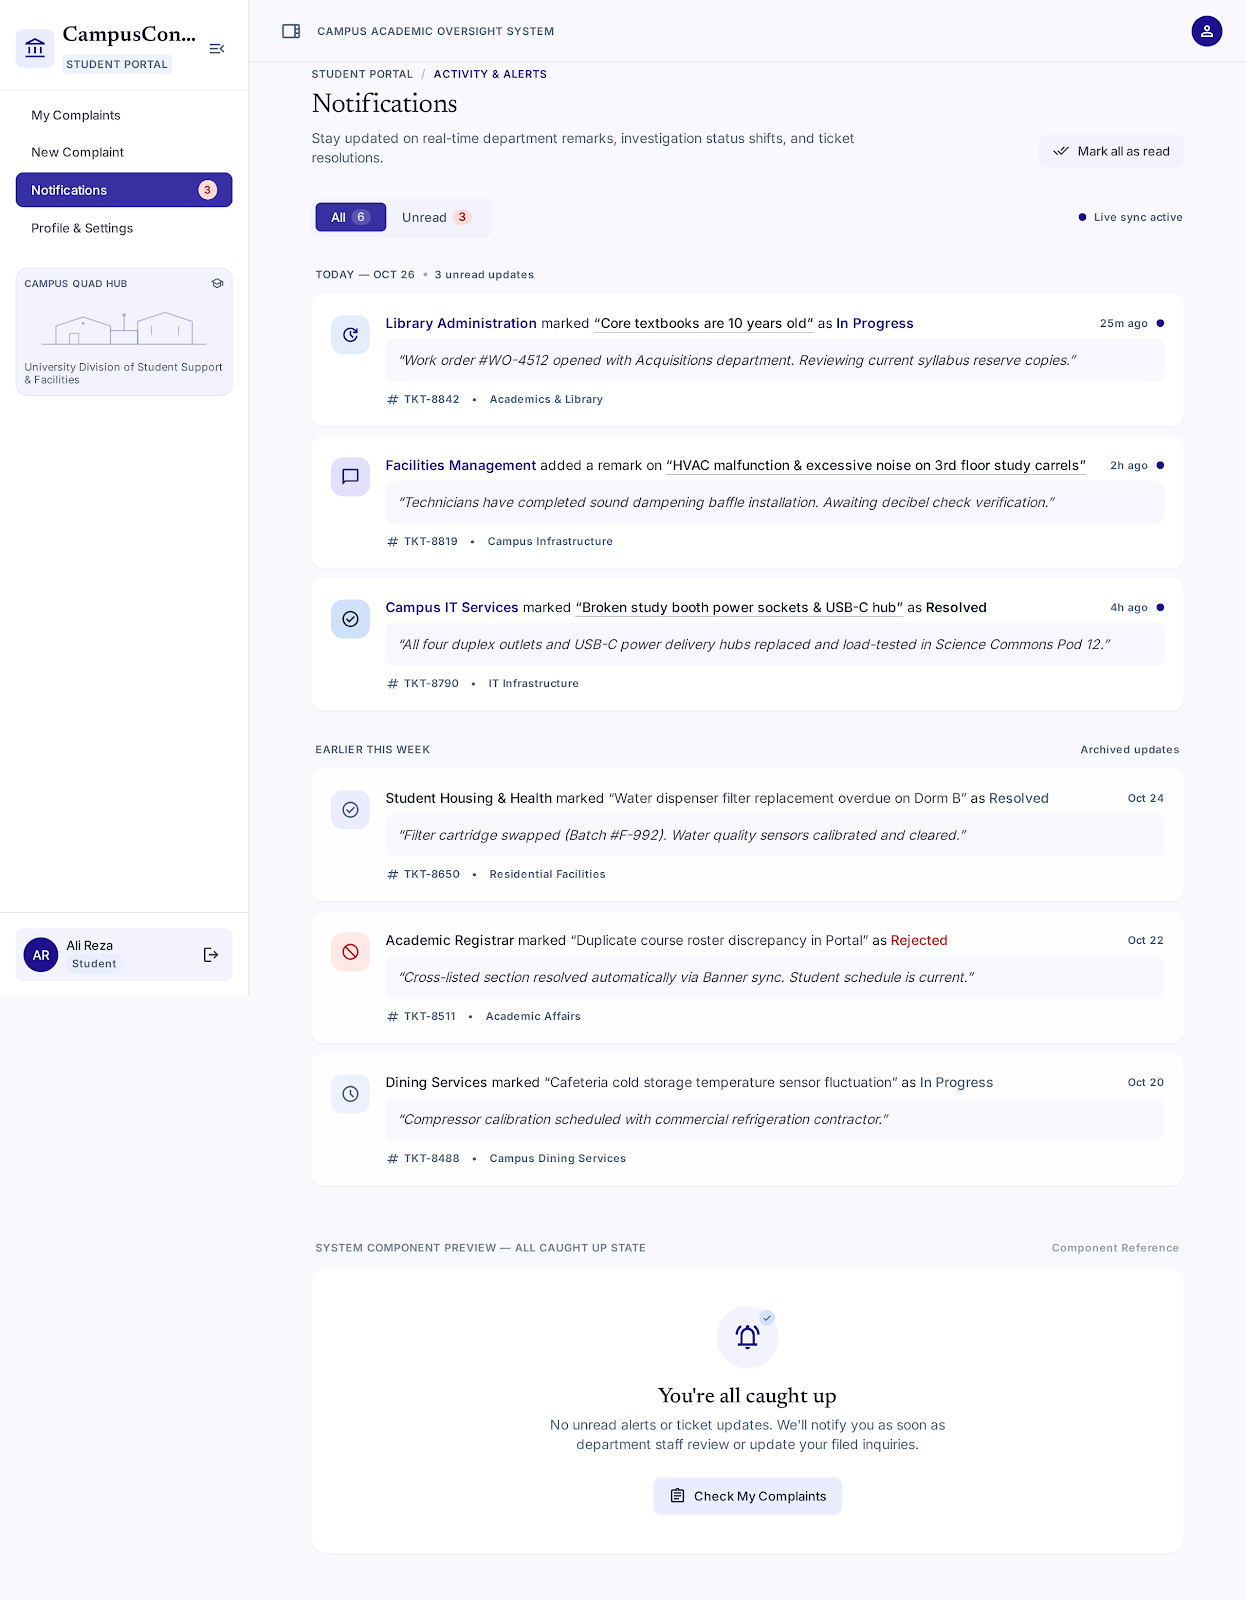 CampusCon...
STUDENT PORTAL
My Complaints
New Complaint
Notifications 3
Profile & Settings
CAMPUS QUAD HUB
University Division of Student Support
& Facilities
AR
Ali Reza
Student
CAMPUS ACADEMIC OVERSIGHT SYSTEM
STUDENT PORTAL / ACTIVITY & ALERTS
Notifications
Stay updated on real-time department remarks, investigation status shifts, and ticket
resolutions.
Mark all as read
All 6 Unread 3
Live sync active
TODAY — OCT 26 • 3 unread updates
Library Administration marked “Core textbooks are 10 years old” as In Progress 25m ago
“Work order #WO-4512 opened with Acquisitions department. Reviewing current syllabus reserve copies.”
# TKT-8842 • Academics & Library
Facilities Management added a remark on “HVAC malfunction & excessive noise on 3rd floor study carrels” 2h ago
“Technicians have completed sound dampening baffle installation. Awaiting decibel check verification.”
# TKT-8819 • Campus Infrastructure
Campus IT Services marked “Broken study booth power sockets & USB-C hub” as Resolved 4h ago
“All four duplex outlets and USB-C power delivery hubs replaced and load-tested in Science Commons Pod 12.”
# TKT-8790 • IT Infrastructure
EARLIER THIS WEEK Archived updates
Student Housing & Health marked “Water dispenser filter replacement overdue on Dorm B” as Resolved Oct 24
“Filter cartridge swapped (Batch #F-992). Water quality sensors calibrated and cleared.”
# TKT-8650 • Residential Facilities
Academic Registrar marked “Duplicate course roster discrepancy in Portal” as Rejected Oct 22
“Cross-listed section resolved automatically via Banner sync. Student schedule is current.”
# TKT-8511 • Academic Affairs
Dining Services marked “Cafeteria cold storage temperature sensor fluctuation” as In Progress Oct 20
“Compressor calibration scheduled with commercial refrigeration contractor.”
# TKT-8488 • Campus Dining Services
SYSTEM COMPONENT PREVIEW — ALL CAUGHT UP STATE Component Reference
You're all caught up
No unread alerts or ticket updates. We'll notify you as soon as
department staff review or update your filed inquiries.
Check My Complaints